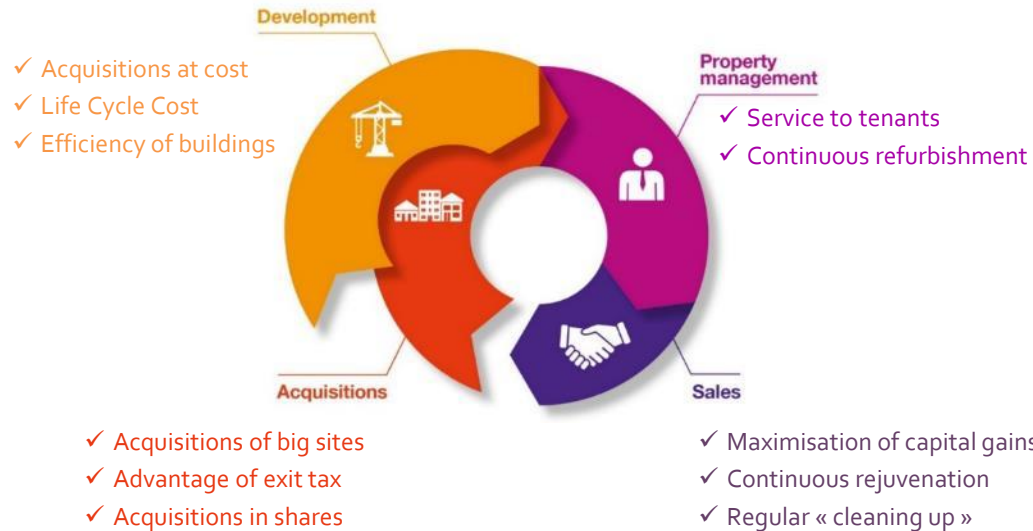 Development
✓ Acquisitions at cost
✓ Life Cycle Cost
✓ Efficiency of buildings
Property
management
✓ Service to tenants
✓ Continuous refurbishment
Acquisitions
✓ Acquisitions of big sites
✓ Advantage of exit tax
✓ Acquisitions in shares
Sales
✓ Maximisation of capital gains
✓ Continuous rejuvenation
✓ Regular « cleaning up »